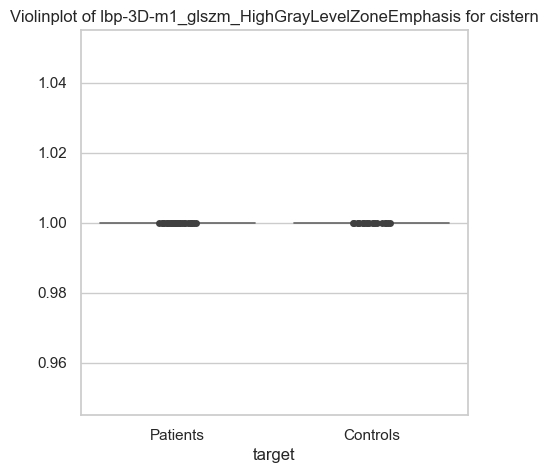 Violinplot of lbp-3D-m1_glszm_HighGrayLevelZoneEmphasis for cistern
1.04
1.02
1.00
0.98
0.96
Patients Controls
target